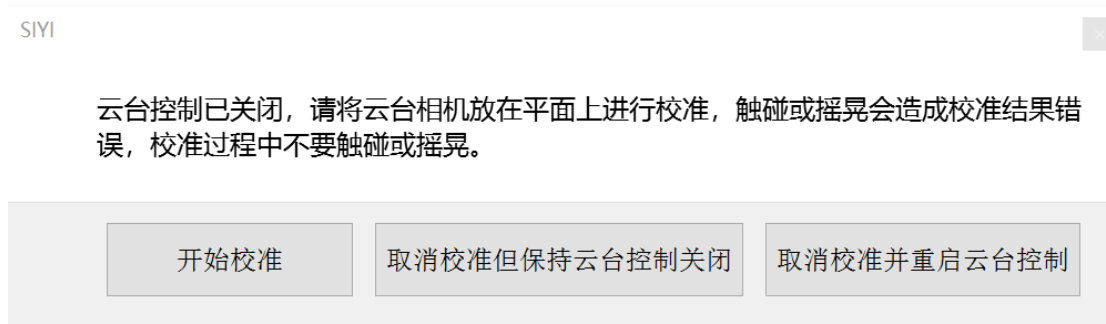 SIYI
云台控制已关闭，请将云台相机放在平面上进行校准，触碰或摇晃会造成校准结果错
误，校准过程中不要触碰或摇晃。
开始校准 取消校准但保持云台控制关闭 取消校准并重启云台控制